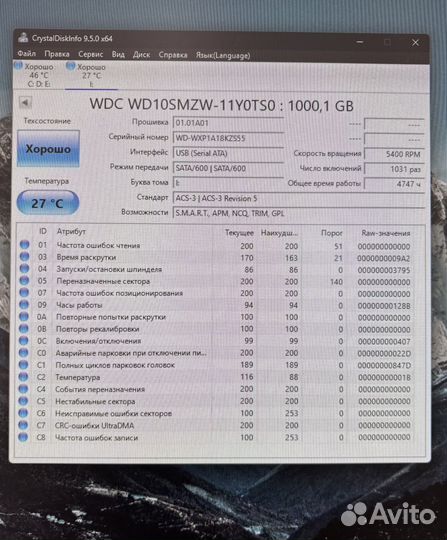 CrystalDiskInfo 9.5.0 x64
Файл Правка Сервис Вид Диск Справка Язык(Language)
Хорошо Хорошо
46 °C 27 °C
C: D: E: I:
WDC WD10SMZW-11Y0TS0 : 1000,1 GB
Техсостояние
Хорошо
Температура
27 °C
Прошивка 01.01A01 ---- ----
Серийный номер WD-WXP1A18KZS55 ---- ----
Интерфейс USB (Serial ATA) Скорость вращения 5400 RPM
Режим передачи SATA/600 | SATA/600 Число включений 1031 раз
Буква тома I: Общее время работы 4747 ч
Стандарт ACS-3 | ACS-3 Revision 5
Возможности S.M.A.R.T., APM, NCQ, TRIM, GPL
ID Атрибут Текущее Наихудш... Порог Raw-значения
01 Частота ошибок чтения 200 200 51 000000000000
03 Время раскрутки 170 163 21 0000000009A2
04 Запуски/остановки шпинделя 86 86 0 000000003795
05 Переназначенные сектора 200 200 140 000000000000
07 Частота ошибок позиционирования 200 200 0 000000000000
09 Часы работы 94 94 0 00000000128B
0A Повторные попытки раскрутки 100 100 0 000000000000
0B Повторы рекалибровки 100 100 0 000000000000
0C Включения/отключения 99 99 0 000000000407
C0 Аварийные парковки при отключении пи... 200 200 0 00000000022D
C1 Полных циклов парковок головок 189 189 0 00000000847D
C2 Температура 116 88 0 000000000018
C4 События переназначения 200 200 0 000000000000
C5 Нестабильные сектора 200 200 0 000000000000
C6 Неисправимые ошибки секторов 100 253 0 000000000000
C7 CRC-ошибки UltraDMA 200 200 0 000000000000
C8 Частота ошибок записи 100 253 0 000000000000
Avito